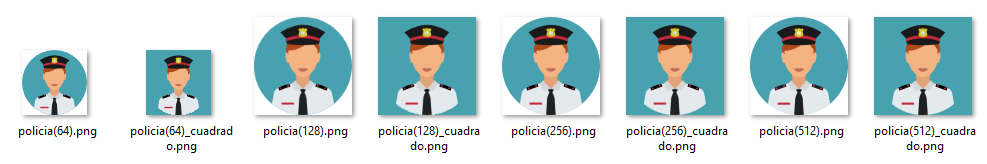 policia(64).png
policia(64)_cuadrad
o.png
policia(128).png
policia(128)_cuadra
do.png
policia(256).png
policia(256)_cuadra
do.png
policia(512).png
policia(512)_cuadra
do.png